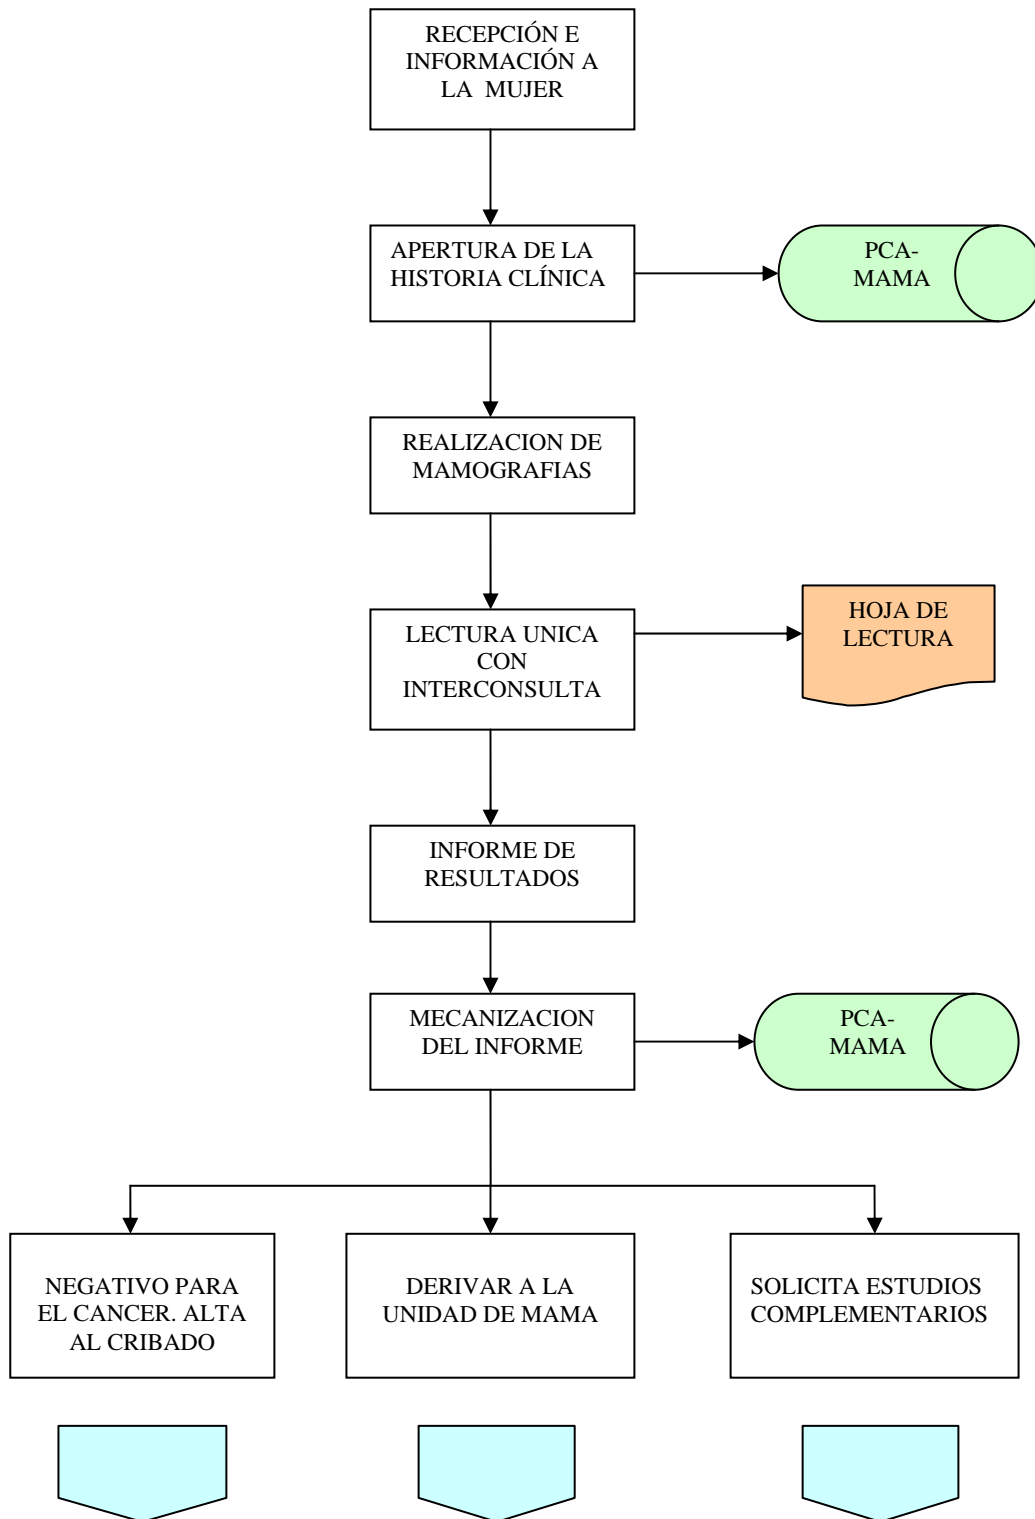 RECEPCIÓN E
INFORMACIÓN A
LA MUJER
APERTURA DE LA
HISTORIA CLÍNICA
PCA-
MAMA
REALIZACION DE
MAMOGRAFIAS
LECTURA UNICA
CON
INTERCONSULTA
HOJA DE
LECTURA
INFORME DE
RESULTADOS
MECANIZACION
DEL INFORME
PCA-
MAMA
NEGATIVO PARA
EL CANCER. ALTA
AL CRIBADO
DERIVAR A LA
UNIDAD DE MAMA
SOLICITA ESTUDIOS
COMPLEMENTARIOS